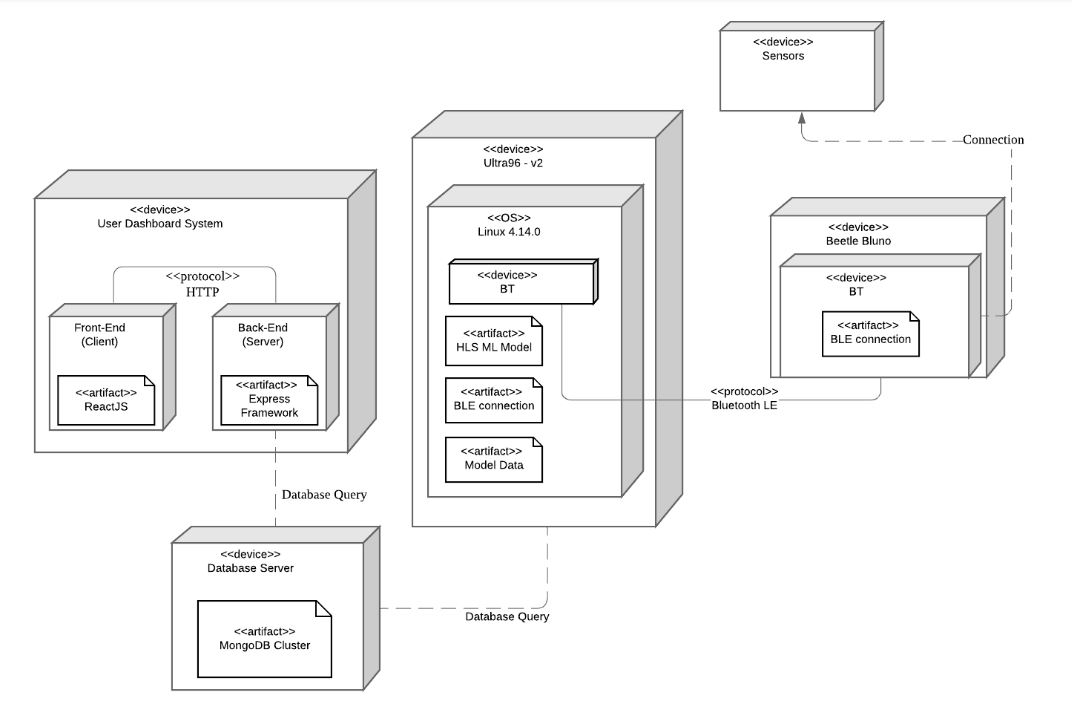 <<device>>
Sensors
Connection
<<device>>
Ultra96 - v2
<<OS>>
Linux 4.14.0
<<device>>
BT
<<artifact>>
HLS ML Model
<<artifact>>
BLE connection
<<artifact>>
Model Data
<<device>>
User Dashboard System
<<protocol>>
HTTP
Front-End
(Client)
<<artifact>>
ReactJS
Back-End
(Server)
<<artifact>>
Express
Framework
<<device>>
Beetle Bluno
<<device>>
BT
<<artifact>>
BLE connection
<<protocol>>
Bluetooth LE
Database Query
<<device>>
Database Server
<<artifact>>
MongoDB Cluster
Database Query